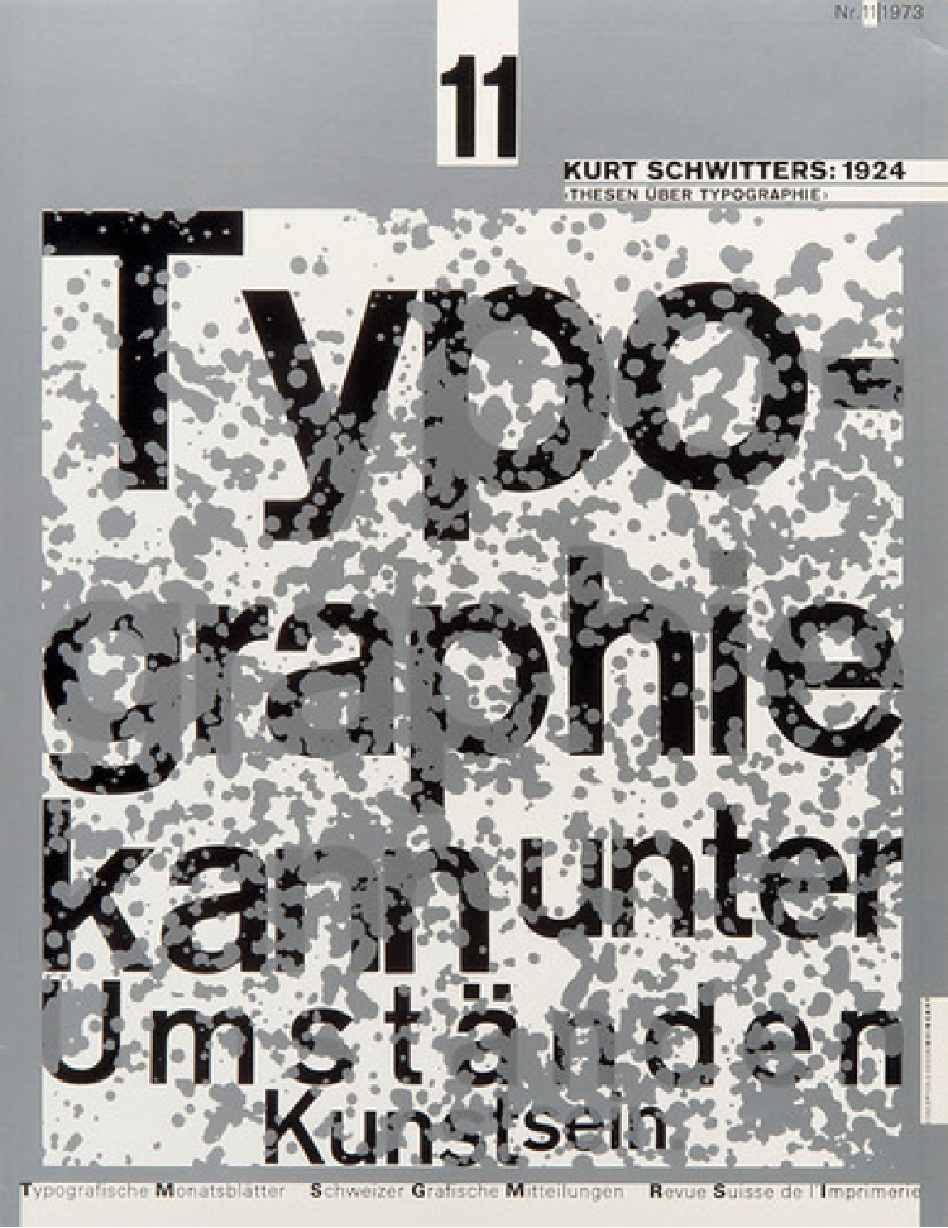 Nr.11|1973
11
KURT SCHWITTERS: 1924
‹THESEN ÜBER TYPOGRAPHIE›
Typo-
graphie
kann unter
Umständen
Kunst sein
Typografische Monatsblätter Schweizer Grafische Mitteilungen Revue Suisse de l'Imprimerie